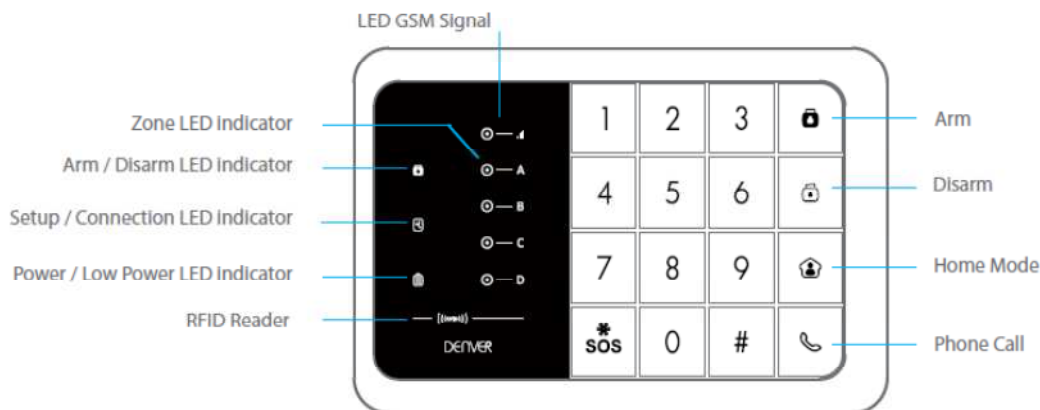 LED GSM Signal
Zone LED indicator
Arm / Disarm LED indicator
Setup / Connection LED indicator
Power / Low Power LED indicator
RFID Reader
A
B
C
D
DENVER
1 2 3
4 5 6
7 8 9
* SOS 0 #
Arm
Disarm
Home Mode
Phone Call